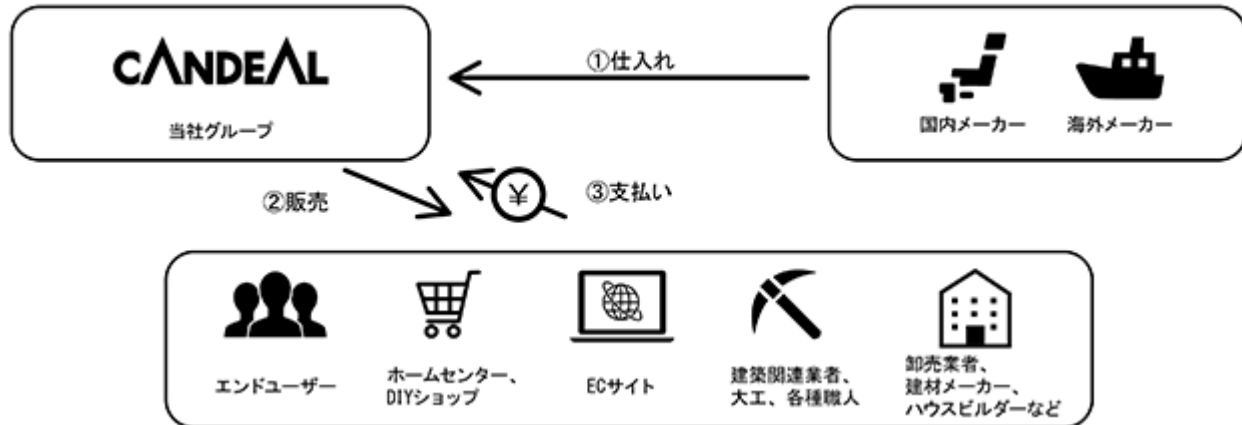 CANDEAL
当社グループ
①仕入れ
国内メーカー
海外メーカー
②販売
¥
③支払い
エンドユーザー
ホームセンター、
DIYショップ
ECサイト
建築関連業者、
大工、各種職人
卸売業者、
建材メーカー、
ハウスビルダーなど